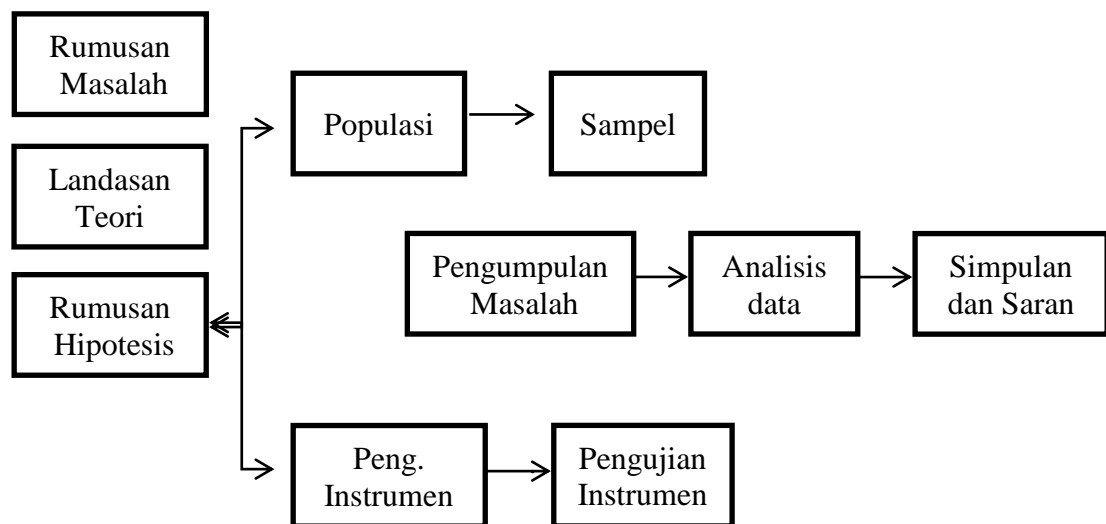 Rumusan
Masalah
Populasi
Sampel
Landasan
Teori
Pengumpulan
Masalah
Analisis
data
Simpulan
dan Saran
Rumusan
Hipotesis
Peng.
Instrumen
Pengujian
Instrumen